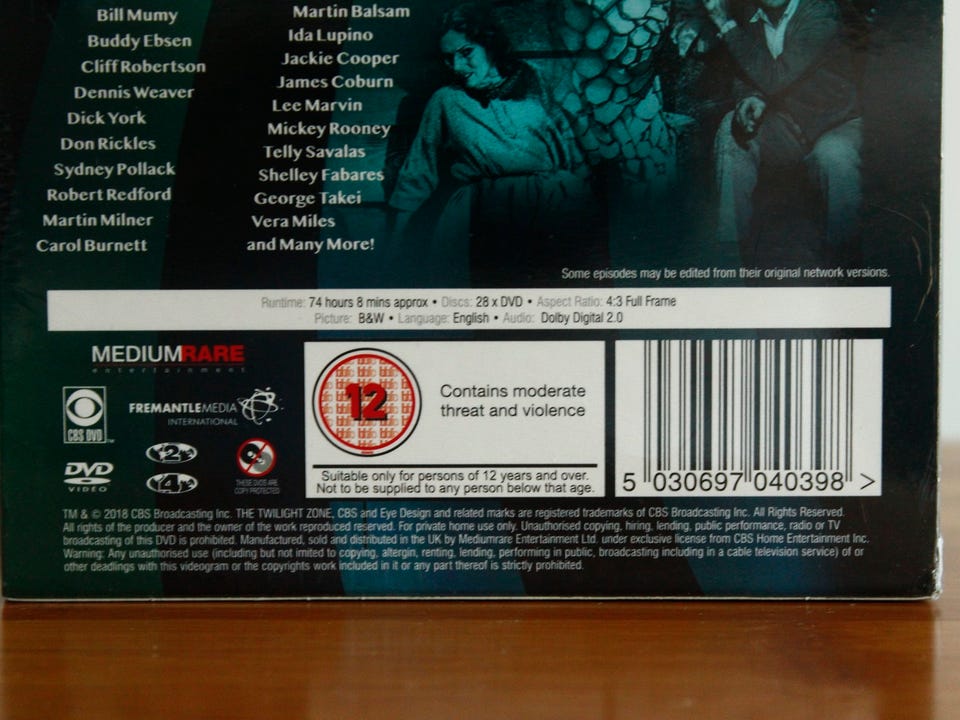 Bill Mumy
Buddy Ebsen
Cliff Robertson
Dennis Weaver
Dick York
Don Rickles
Sydney Pollack
Robert Redford
Martin Milner
Carol Burnett
Martin Balsam
Ida Lupino
Jackie Cooper
James Coburn
Lee Marvin
Mickey Rooney
Telly Savalas
Shelley Fabares
George Takei
Vera Miles
and Many More!
Some episodes may be edited from their original network versions.
Runtime: 74 hours 8 mins approx • Discs: 28 x DVD • Aspect Ratio: 4:3 Full Frame
Picture: B&W • Language: English • Audio: Dolby Digital 2.0
MEDIUMRARE
entertainment
CBS DVD
FREMANTLEMEDIA
INTERNATIONAL
DVD
VIDEO
2
4
THESE DVDS ARE
COPY PROTECTED
12
Contains moderate
threat and violence
Suitable only for persons of 12 years and over.
Not to be supplied to any person below that age.
5 030697 040398 >
TM & © 2018 CBS Broadcasting Inc. THE TWILIGHT ZONE, CBS and Eye Design and related marks are registered trademarks of CBS Broadcasting Inc. All Rights Reserved.
All rights of the producer and the owner of the work reproduced reserved. For private home use only. Unauthorised copying, hiring, lending, public performance, radio or TV
broadcasting of this DVD is prohibited. Manufactured, sold and distributed in the UK by Mediumrare Entertainment Ltd. under exclusive license from CBS Home Entertainment Inc.
Warning: Any unauthorised use (including but not imited to copying, altergin, renting, lending, performing in public, broadcasting including in a cable television service) of or
other deadlings with this videogram or the copyrights work included in it or any part thereof is strictly prohibited.